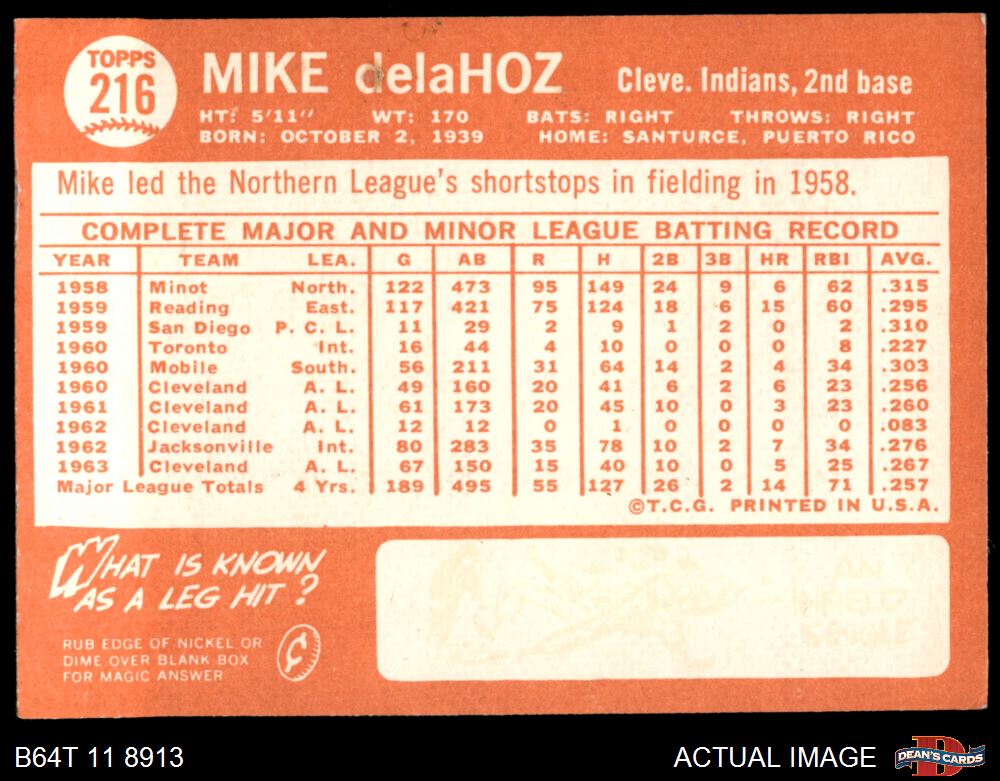 TOPPS
216
MIKE delaHOZ
Cleve. Indians, 2nd base
HT: 5'11" WT: 170 BATS: RIGHT THROWS: RIGHT
BORN: OCTOBER 2, 1939 HOME: SANTURCE, PUERTO RICO
Mike led the Northern League's shortstops in fielding in 1958.
COMPLETE MAJOR AND MINOR LEAGUE BATTING RECORD
YEAR TEAM LEA. G AB R H 2B 3B HR RBI AVG.
1958 Minot North. 122 473 95 149 24 9 6 62 .315
1959 Reading East. 117 421 75 124 18 6 15 60 .295
1959 San Diego P. C. L. 11 29 2 9 1 2 0 2 .310
1960 Toronto Int. 16 44 4 10 0 0 0 8 .227
1960 Mobile South. 56 211 31 64 14 2 4 34 .303
1960 Cleveland A. L. 49 160 20 41 6 2 6 23 .256
1961 Cleveland A. L. 61 173 20 45 10 0 3 23 .260
1962 Cleveland A. L. 12 12 0 1 0 0 0 0 .083
1962 Jacksonville Int. 80 283 35 78 10 2 7 34 .276
1963 Cleveland A. L. 67 150 15 40 10 0 5 25 .267
Major League Totals 4 Yrs. 189 495 55 127 26 2 14 71 .257
©T.C.G. PRINTED IN U.S.A.
WHAT IS KNOWN
AS A LEG HIT?
RUB EDGE OF NICKEL OR
DIME OVER BLANK BOX
FOR MAGIC ANSWER
¢
AN
INFIELD
SINGLE
B64T 11 8913
ACTUAL IMAGE
D
DEAN'S CARDS